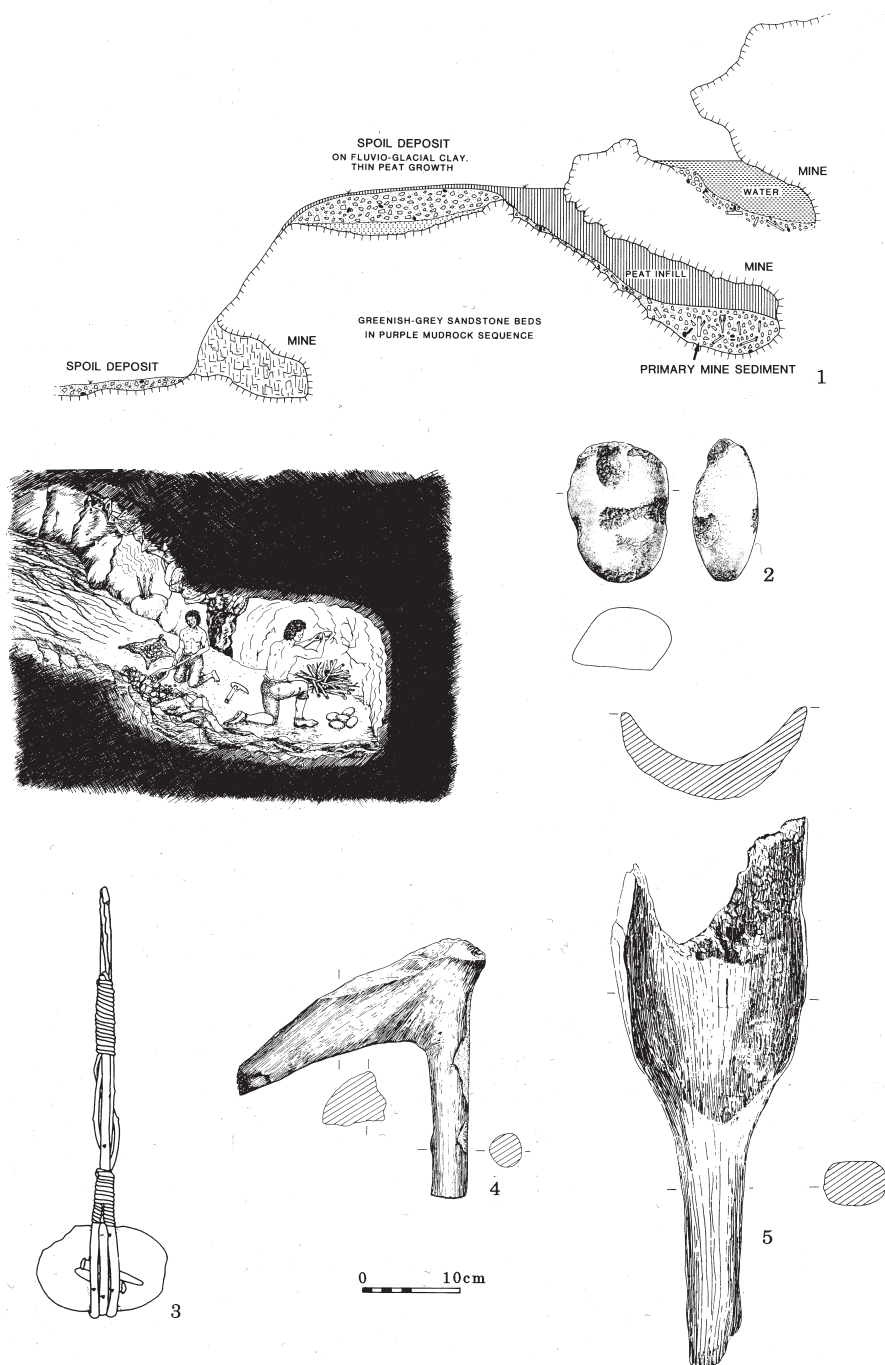 SPOIL DEPOSIT
ON FLUVIO-GLACIAL CLAY.
THIN PEAT GROWTH
MINE
WATER
MINE
PEAT INFILL
GREENISH-GREY SANDSTONE BEDS
IN PURPLE MUDROCK SEQUENCE
MINE
SPOIL DEPOSIT
PRIMARY MINE SEDIMENT
1
2
3
4
5
0 10cm